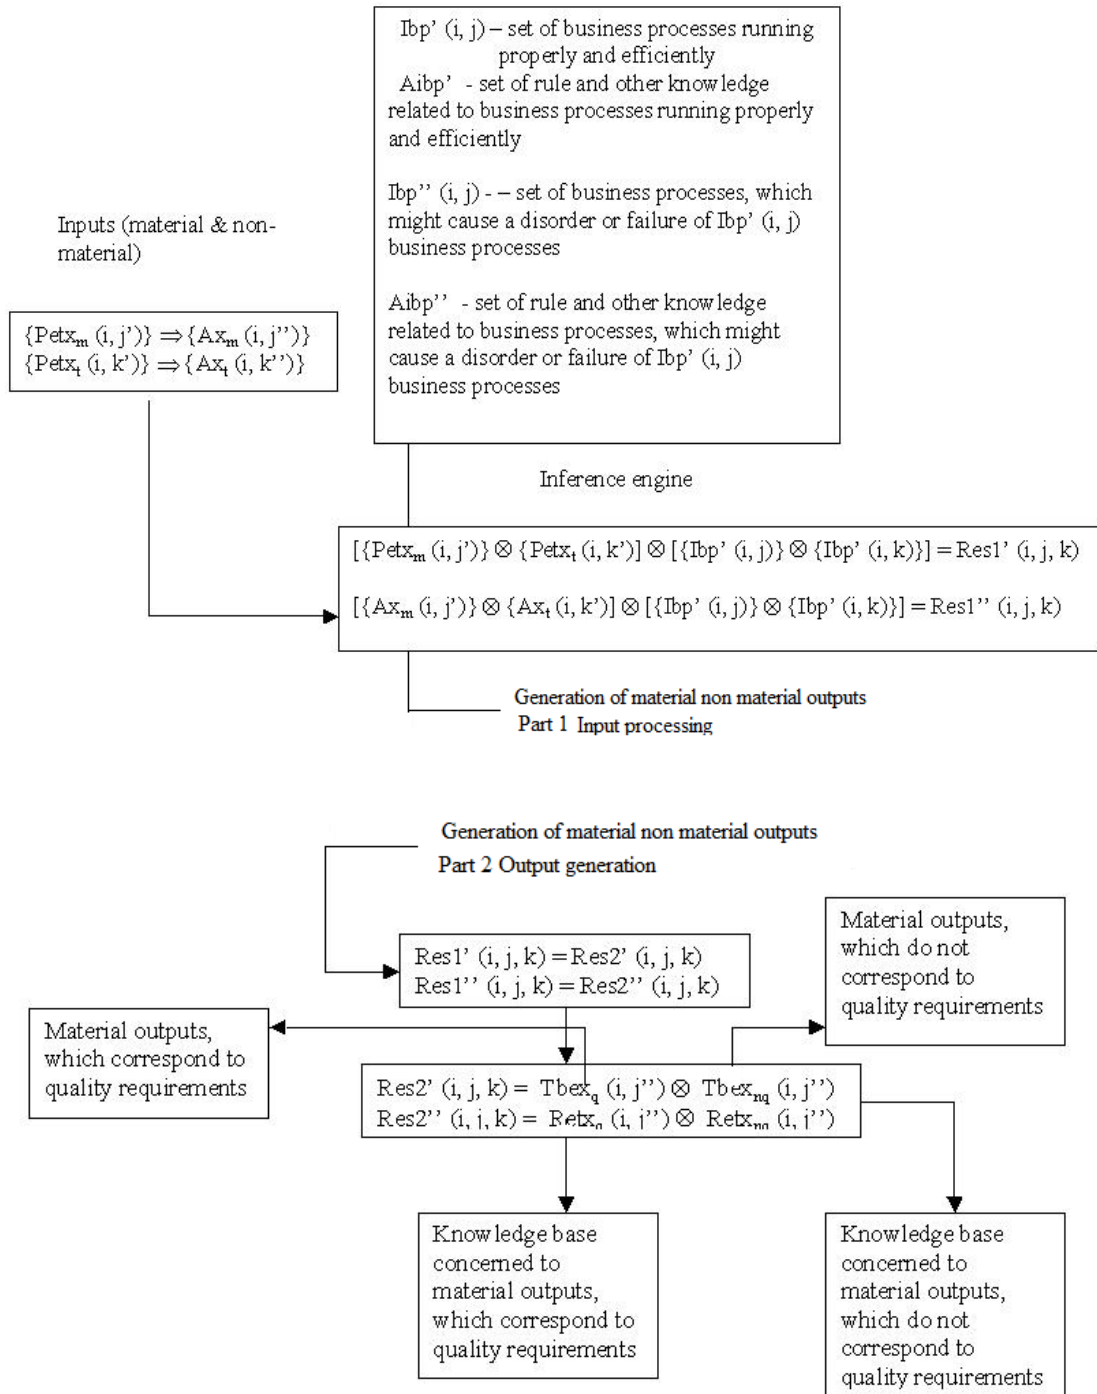 Ibp’ (i, j) – set of business processes running
properly and efficiently
Aibp’ - set of rule and other knowledge
related to business processes running properly
and efficiently
Ibp’’ (i, j) - – set of business processes, which
might cause a disorder or failure of Ibp’ (i, j)
business processes
Aibp’’ - set of rule and other knowledge
related to business processes, which might
cause a disorder or failure of Ibp’ (i, j)
business processes
Inputs (material & non-
material)
{Petxₘ (i, j’)} ⇒ {Axₘ (i, j’’)}
{Petxₜ (i, k’)} ⇒ {Axₜ (i, k’’)}
Inference engine
[{Petxₘ (i, j’)} ⊗ {Petxₜ (i, k’)] ⊗ [{Ibp’ (i, j)} ⊗ {Ibp’ (i, k)}] = Res1’ (i, j, k)
[{Axₘ (i, j’)} ⊗ {Axₜ (i, k’)] ⊗ [{Ibp’ (i, j)} ⊗ {Ibp’ (i, k)}] = Res1’’ (i, j, k)
Generation of material non material outputs
Part 1 Input processing
Generation of material non material outputs
Part 2 Output generation
Res1’ (i, j, k) = Res2’ (i, j, k)
Res1’’ (i, j, k) = Res2’’ (i, j, k)
Material outputs,
which do not
correspond to
quality requirements
Material outputs,
which correspond to
quality requirements
Res2’ (i, j, k) = Tbex_q (i, j’’) ⊗ Tbex_nq (i, j’’)
Res2’’ (i, j, k) = Retx_q (i, j’’) ⊗ Retx_nq (i, j’’)
Knowledge base
concerned to
material outputs,
which correspond to
quality requirements
Knowledge base
concerned to
material outputs,
which do not
correspond to
quality requirements